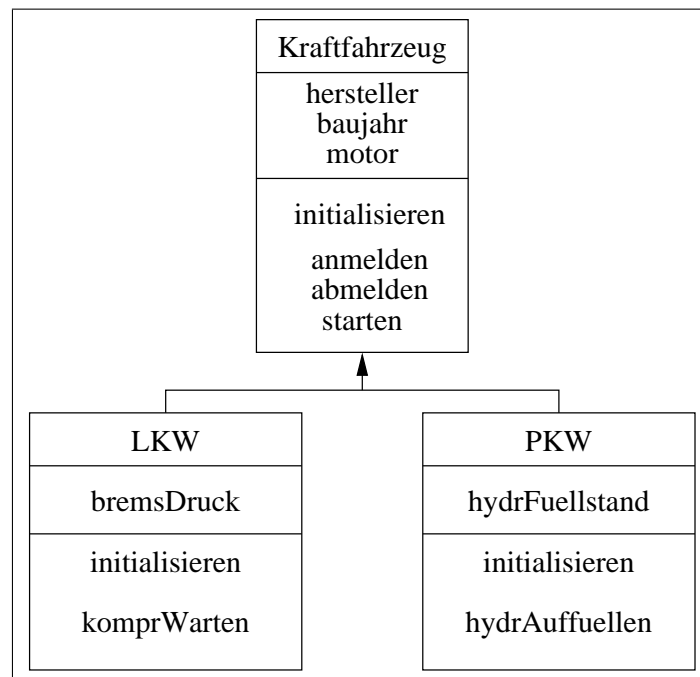 Kraftfahrzeug
hersteller
baujahr
motor
initialisieren
anmelden
abmelden
starten
LKW
bremsDruck
initialisieren
komprWarten
PKW
hydrFuellstand
initialisieren
hydrAuffuellen